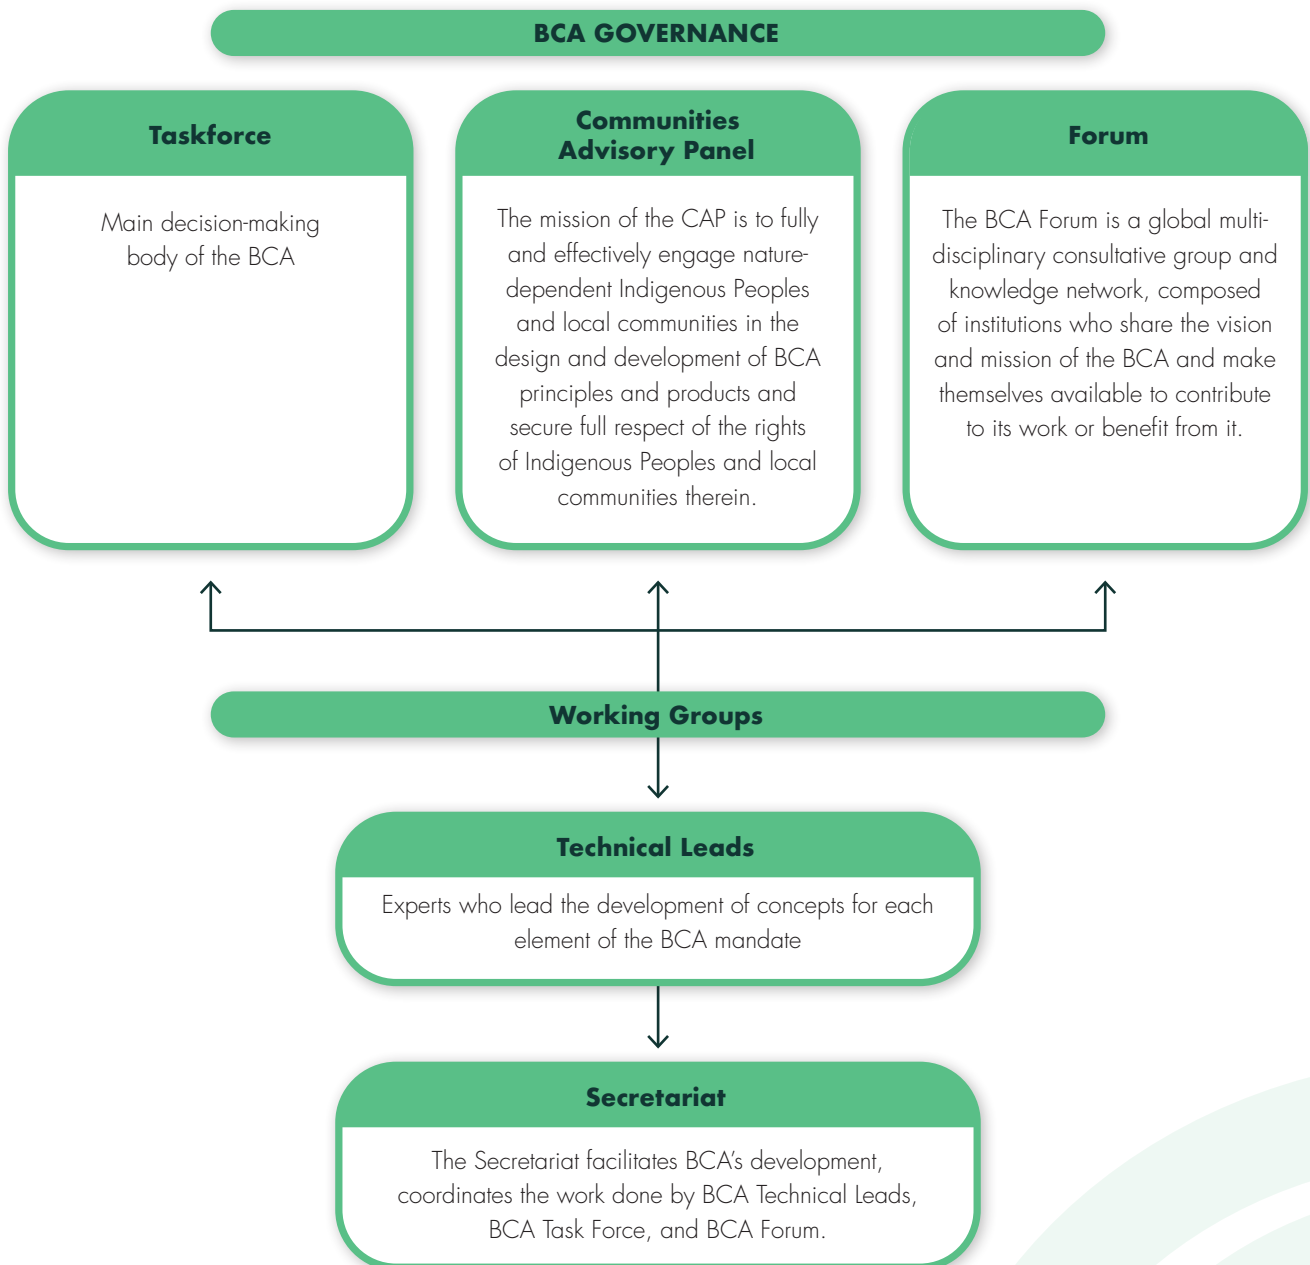 BCA GOVERNANCE
Taskforce
Main decision-making
body of the BCA
Communities
Advisory Panel
The mission of the CAP is to fully
and effectively engage nature-
dependent Indigenous Peoples
and local communities in the
design and development of BCA
principles and products and
secure full respect of the rights
of Indigenous Peoples and local
communities therein.
Forum
The BCA Forum is a global multi-
disciplinary consultative group and
knowledge network, composed
of institutions who share the vision
and mission of the BCA and make
themselves available to contribute
to its work or benefit from it.
Working Groups
Technical Leads
Experts who lead the development of concepts for each
element of the BCA mandate
Secretariat
The Secretariat facilitates BCA’s development,
coordinates the work done by BCA Technical Leads,
BCA Task Force, and BCA Forum.